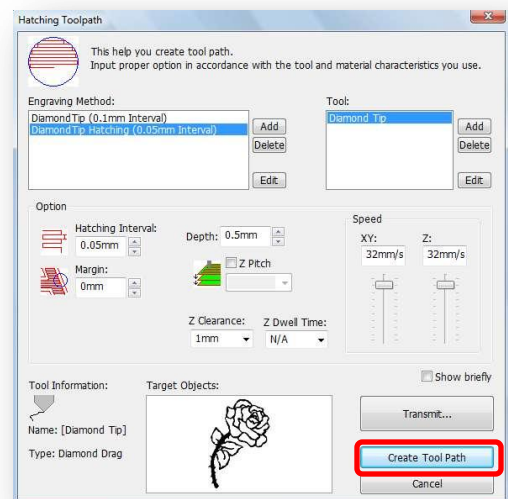 Hatching Toolpath
This help you create tool path.
Input proper option in accordance with the tool and material characteristics you use.
Engraving Method:
Tool:
DiamondTip (0.1mm Interval)
DiamondTip Hatching (0.05mm Interval)
Add
Delete
Edit
Diamond Tip
Add
Delete
Edit
Option
Hatching Interval:
0.05mm
Margin:
0mm
Depth: 0.5mm
Z Pitch
Z Clearance:
1mm
Z Dwell Time:
N/A
Speed
XY:
32mm/s
Z:
32mm/s
Show briefly
Tool Information:
Name: [Diamond Tip]
Type: Diamond Drag
Target Objects:
Transmit...
Create Tool Path
Cancel